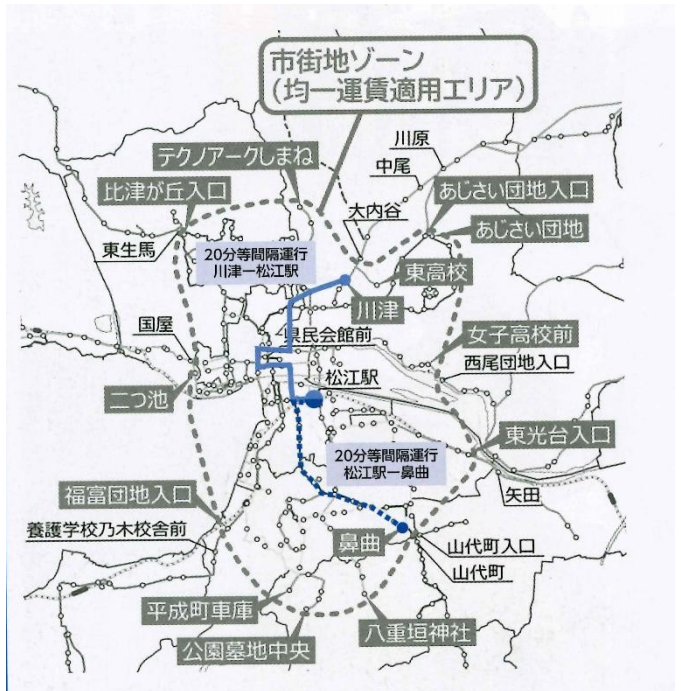 市街地ゾーン
（均一運賃適用エリア）
川原
中尾
テクノアークしまね
あじさい団地入口
比津が丘入口
大内谷
あじさい団地
東生馬
20分等間隔運行
川津ー松江駅
東高校
川津
国屋
県民会館前
女子高校前
西尾団地入口
松江駅
二つ池
東光台入口
20分等間隔運行
松江駅ー鼻曲
矢田
福富団地入口
養護学校乃木校舎前
鼻曲
山代町入口
山代町
平成町車庫
八重垣神社
公園墓地中央